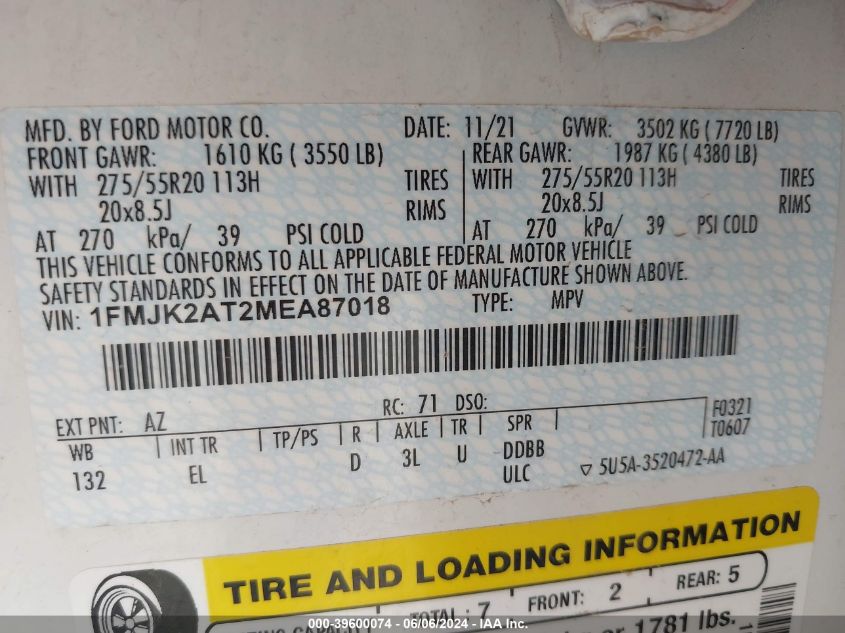 MFD. BY FORD MOTOR CO. DATE: 11/21 GVWR: 3502 KG ( 7720 LB)
FRONT GAWR: 1610 KG ( 3550 LB) REAR GAWR: 1987 KG ( 4380 LB)
WITH 275/55R20 113H TIRES WITH 275/55R20 113H TIRES
20x8.5J RIMS 20x8.5J RIMS
AT 270 kPa/ 39 PSI COLD AT 270 kPa/ 39 PSI COLD
THIS VEHICLE CONFORMS TO ALL APPLICABLE FEDERAL MOTOR VEHICLE
SAFETY STANDARDS IN EFFECT ON THE DATE OF MANUFACTURE SHOWN ABOVE.
VIN: 1FMJK2AT2MEA87018 TYPE: MPV
EXT PNT: AZ RC: 71 DSO: F0321
WB INT TR TP/PS R AXLE TR SPR T0607
132 EL D 3L U DDBB
ULC ▽ 5U5A-3520472-AA
TIRE AND LOADING INFORMATION
TOTAL : 7 FRONT: 2 REAR: 5
or 1781 lbs.
000-39600074 - 06/06/2024 - IAA Inc.